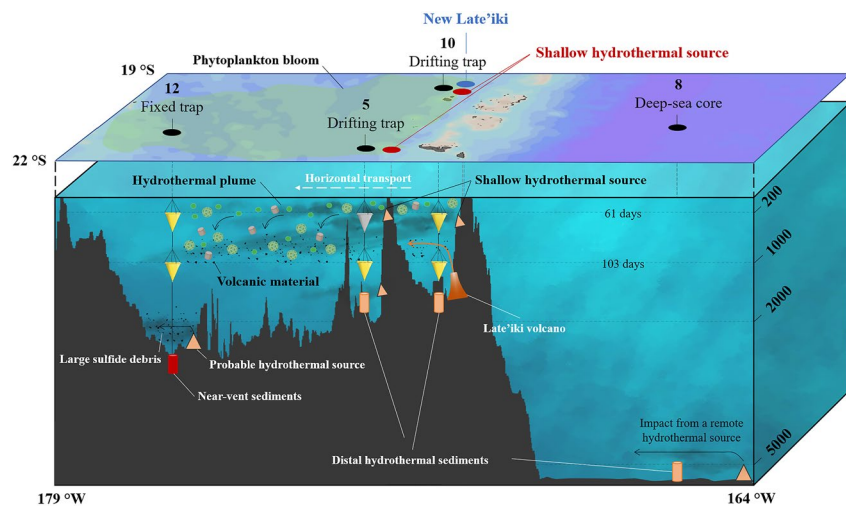 New Late'iki
10
Drifting trap
Shallow hydrothermal source
Phytoplankton bloom
19 °S
12
Fixed trap
5
Drifting trap
8
Deep-sea core
22 °S
Horizontal transport
Hydrothermal plume
Shallow hydrothermal source
200
61 days
1000
103 days
Volcanic material
2000
Late'iki volcano
Large sulfide debris
Probable hydrothermal source
Near-vent sediments
Impact from a remote
hydrothermal source
Distal hydrothermal sediments
5000
179 °W
164 °W